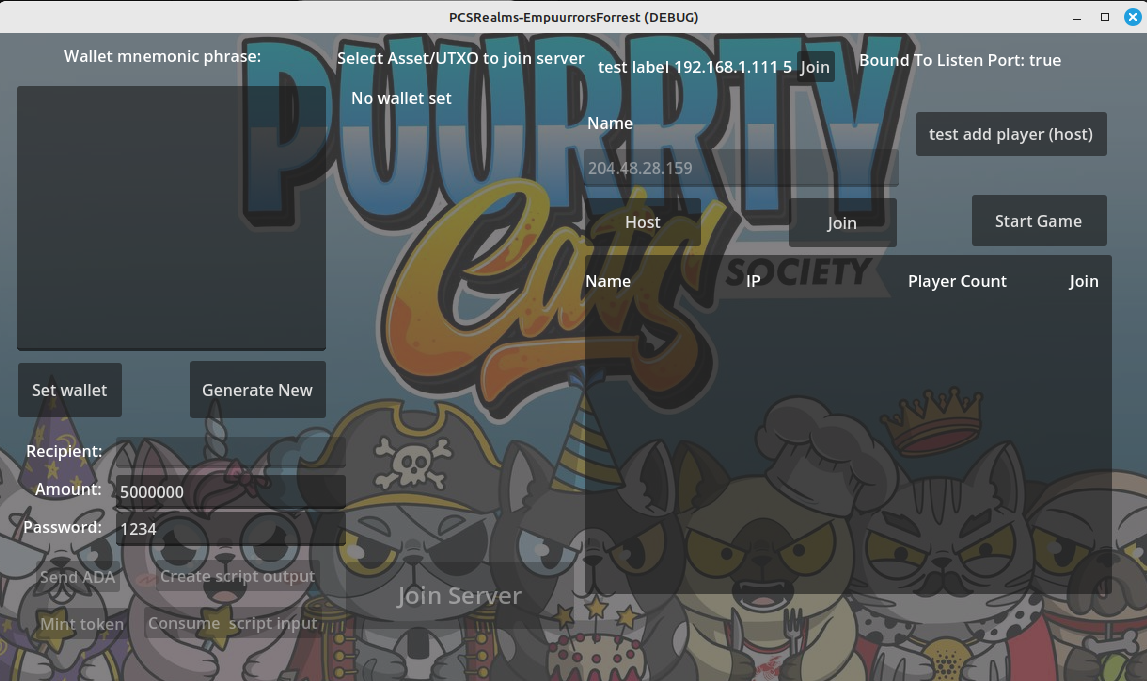 PCSRealms-EmpuurrorsForrest (DEBUG)
Wallet mnemonic phrase:
Select Asset/UTXO to join server
test label 192.168.1.111 5 Join
Bound To Listen Port: true
No wallet set
Name
test add player (host)
204.48.28.159
Host
Join
Start Game
PUURRTY
Cats
SOCIETY
Name IP Player Count Join
Set wallet
Generate New
Recipient:
Amount: 5000000
Password: 1234
Send ADA
Create script output
Join Server
Mint token
Consume script input